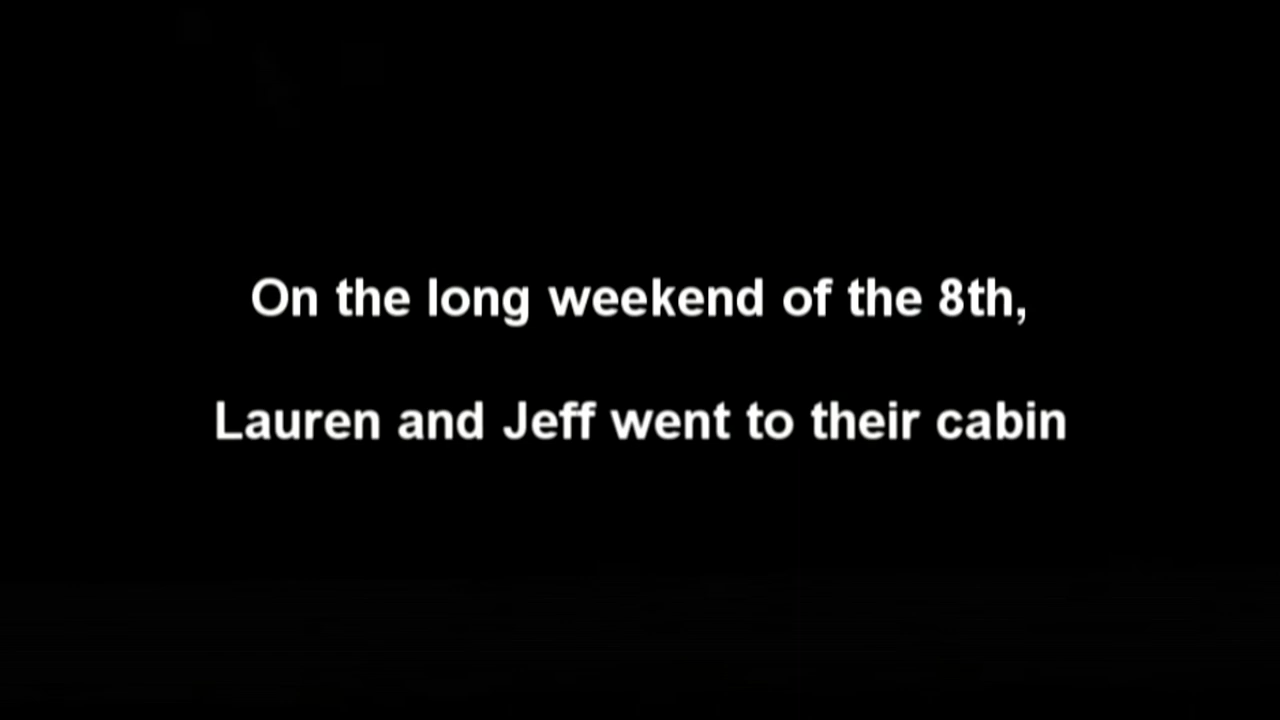 On the long weekend of the 8th,
Lauren and Jeff went to their cabin